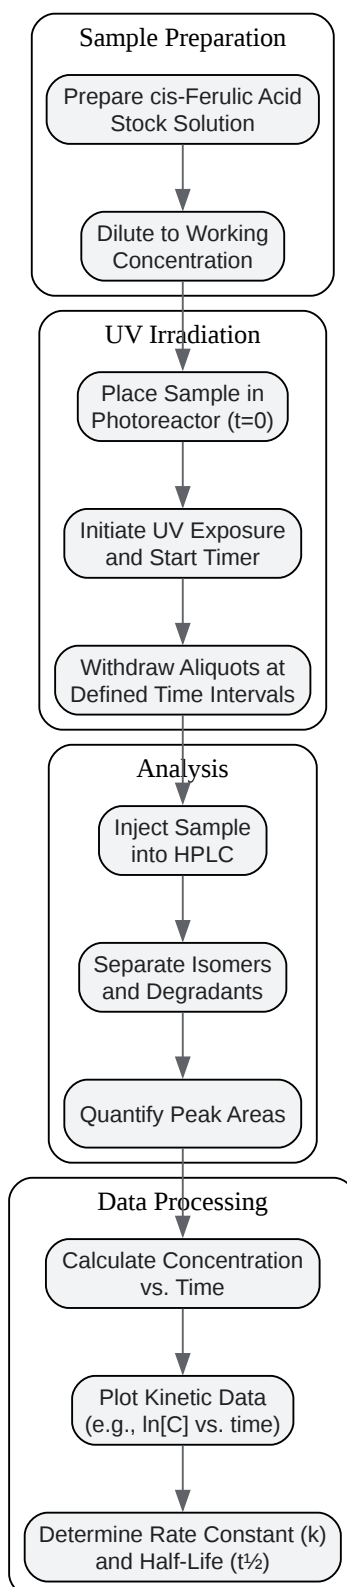 Sample Preparation
Prepare cis-Ferulic Acid
Stock Solution
Dilute to Working
Concentration
UV Irradiation
Place Sample in
Photoreactor (t=0)
Initiate UV Exposure
and Start Timer
Withdraw Aliquots at
Defined Time Intervals
Analysis
Inject Sample
into HPLC
Separate Isomers
and Degradants
Quantify Peak Areas
Data Processing
Calculate Concentration
vs. Time
Plot Kinetic Data
(e.g., ln[C] vs. time)
Determine Rate Constant (k)
and Half-Life (t½)